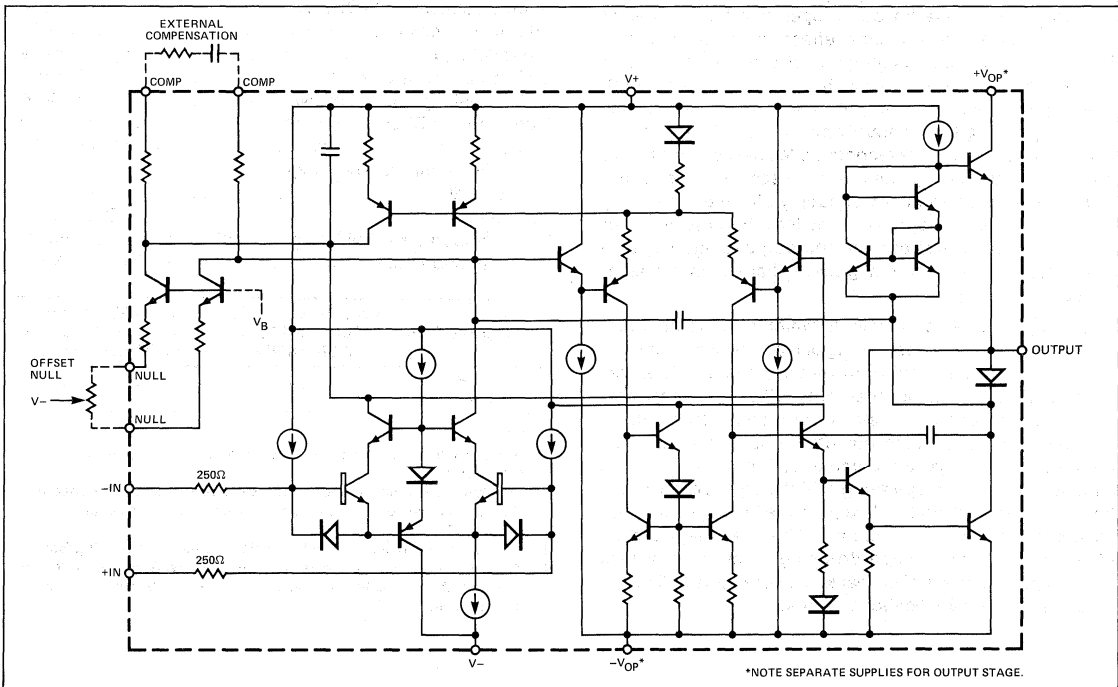 EXTERNAL
COMPENSATION
COMP
COMP
V+
+VOP*
VB
OFFSET
NULL
V–
NULL
NULL
–IN
250Ω
+IN
250Ω
OUTPUT
V–
–VOP*
*NOTE SEPARATE SUPPLIES FOR OUTPUT STAGE.